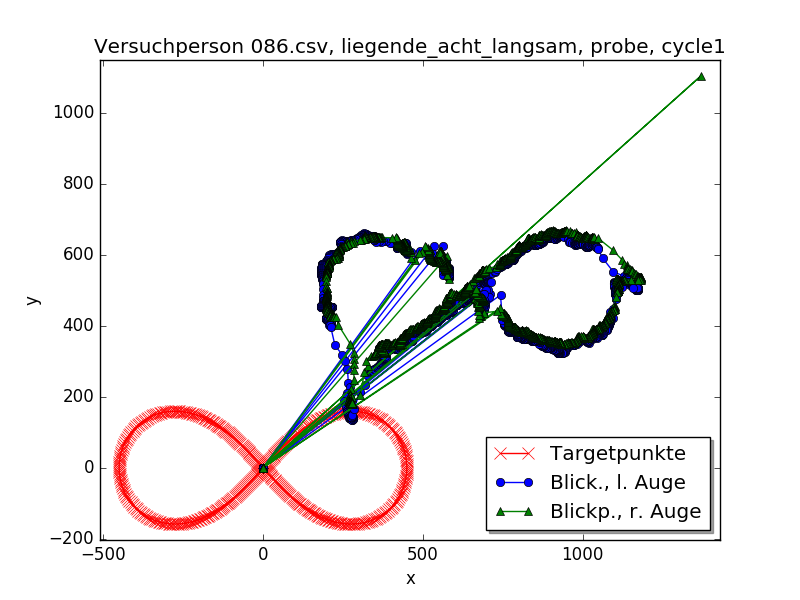 Versuchperson 086.csv, liegende_acht_langsam, probe, cycle1
1000
800
600
400
200
0
−200
y
−500
0
500
1000
x
Targetpunkte
Blick., l. Auge
Blickp., r. Auge